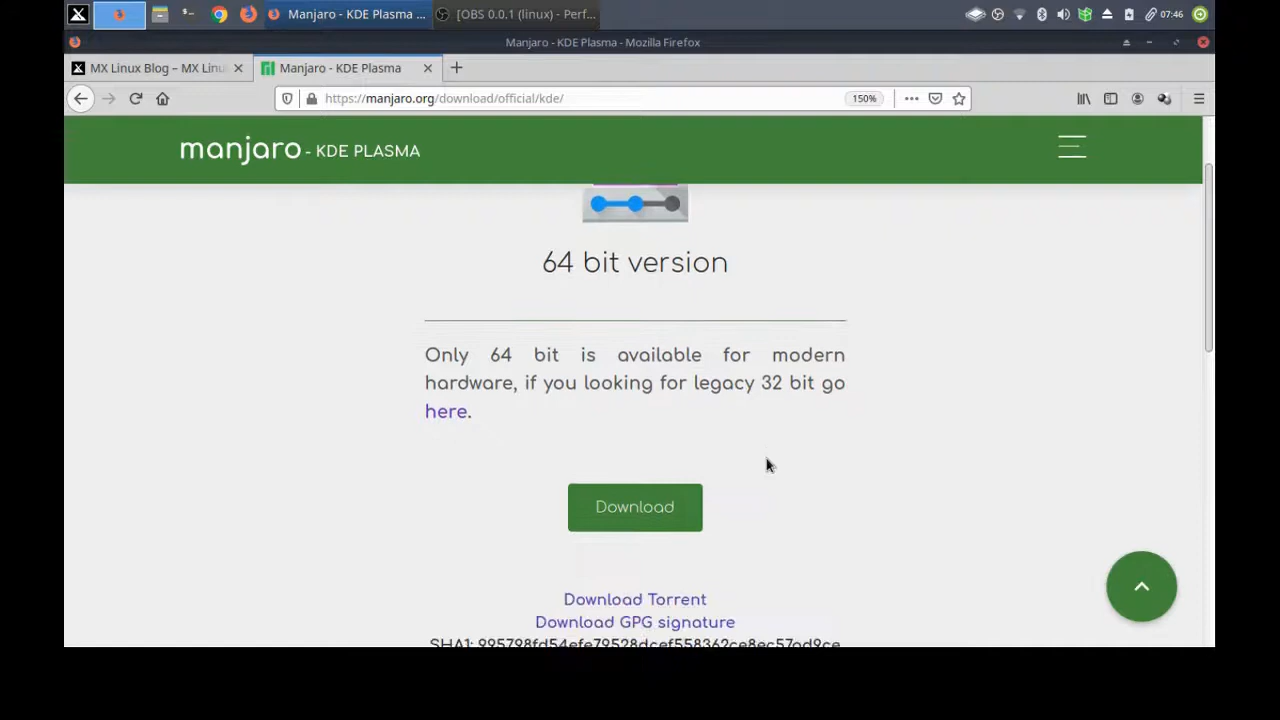 Manjaro - KDE Plasma ...
[OBS 0.0.1 (linux) - Perf...
07:46
Manjaro - KDE Plasma - Mozilla Firefox
MX Linux Blog – MX Linu
Manjaro - KDE Plasma
https://manjaro.org/download/official/kde/
150%
manjaro - KDE PLASMA
64 bit version
Only 64 bit is available for modern
hardware, if you looking for legacy 32 bit go
here.
Download
Download Torrent
Download GPG signature
SHA1: 995798fd54efe79528dcef558362ce8ec57ad9ce